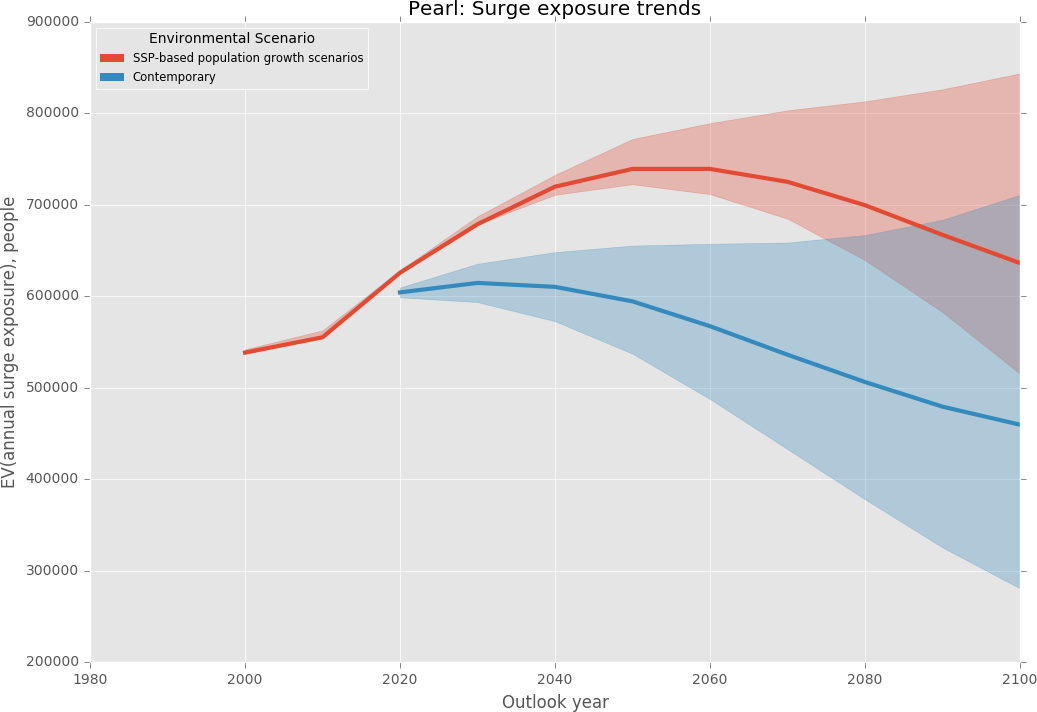 Pearl: Surge exposure trends
Environmental Scenario
SSP-based population growth scenarios
Contemporary
EV(annual surge exposure), people
900000
800000
700000
600000
500000
400000
300000
200000
1980 2000 2020 2040 2060 2080 2100
Outlook year